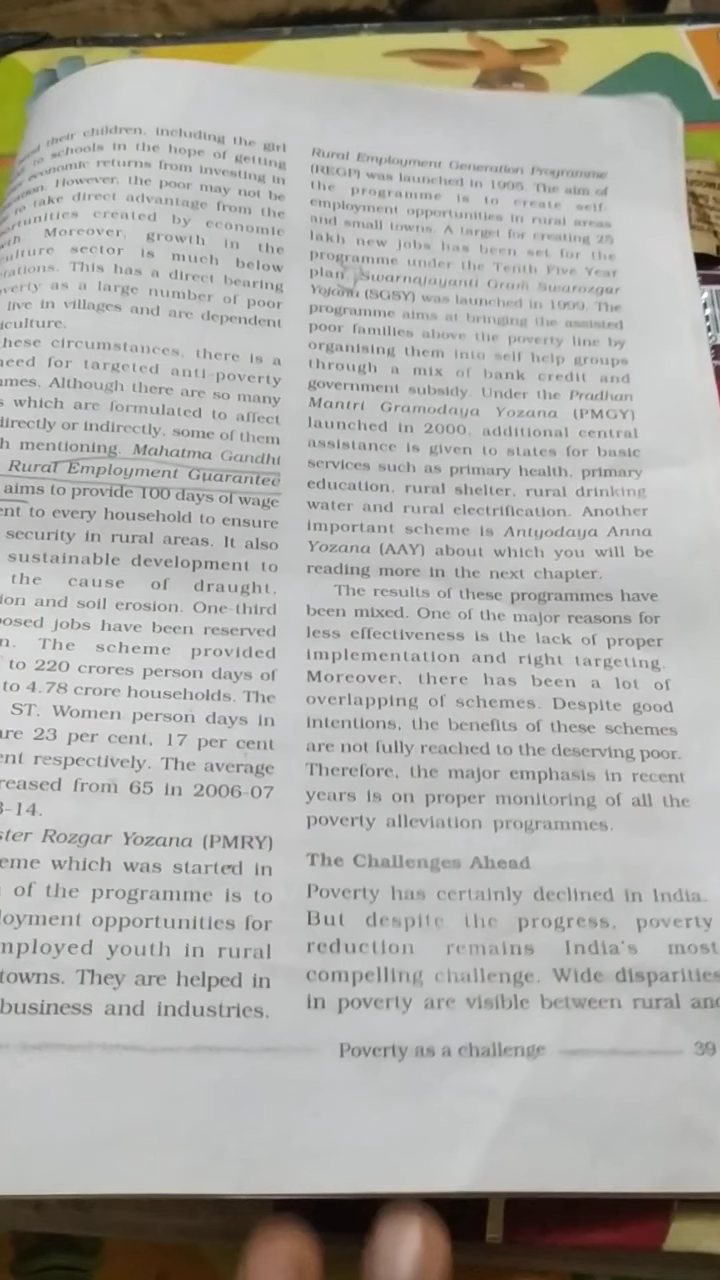 their children, including the girl
to schools in the hope of getting
economic returns from investing in
However, the poor may not be
to take direct advantage from the
created by economic
Moreover, growth in the
sector is much below
This has a direct bearing
as a large number of poor
live in villages and are dependent
these circumstances, there is a
need for targeted anti-poverty
Although there are so many
which are formulated to affect
directly or indirectly, some of them
mentioning. Mahatma Gandhi
Rural Employment Guarantee
aims to provide 100 days of wage
to every household to ensure
security in rural areas. It also
sustainable development to
the cause of draught,
and soil erosion. One-third
jobs have been reserved
The scheme provided
to 220 crores person days of
to 4.78 crore households. The
ST. Women person days in
are 23 per cent, 17 per cent
respectively. The average
from 65 in 2006-07
Rozgar Yozana (PMRY)
which was started in
of the programme is to
opportunities for
youth in rural
towns. They are helped in
business and industries.
Rural Employment Generation Programme
(REGP) was launched in 1995. The aim of
the programme is to create self-
employment opportunities in rural areas
and small towns. A target for creating 25
lakh new jobs has been set for the
programme under the Tenth Five Year
plan. Swarnajayanti Gram Swarozgar
Yojana (SGSY) was launched in 1999. The
programme aims at bringing the assisted
poor families above the poverty line by
organising them into self help groups
through a mix of bank credit and
government subsidy. Under the Pradhan
Mantri Gramodaya Yozana (PMGY)
launched in 2000, additional central
assistance is given to states for basic
services such as primary health, primary
education, rural shelter, rural drinking
water and rural electrification. Another
important scheme is Antyodaya Anna
Yozana (AAY) about which you will be
reading more in the next chapter.
The results of these programmes have
been mixed. One of the major reasons for
less effectiveness is the lack of proper
implementation and right targeting.
Moreover, there has been a lot of
overlapping of schemes. Despite good
intentions, the benefits of these schemes
are not fully reached to the deserving poor.
Therefore, the major emphasis in recent
years is on proper monitoring of all the
poverty alleviation programmes.
The Challenges Ahead
Poverty has certainly declined in India.
But despite the progress, poverty
reduction remains India's most
compelling challenge. Wide disparities
in poverty are visible between rural and
Poverty as a challenge 39